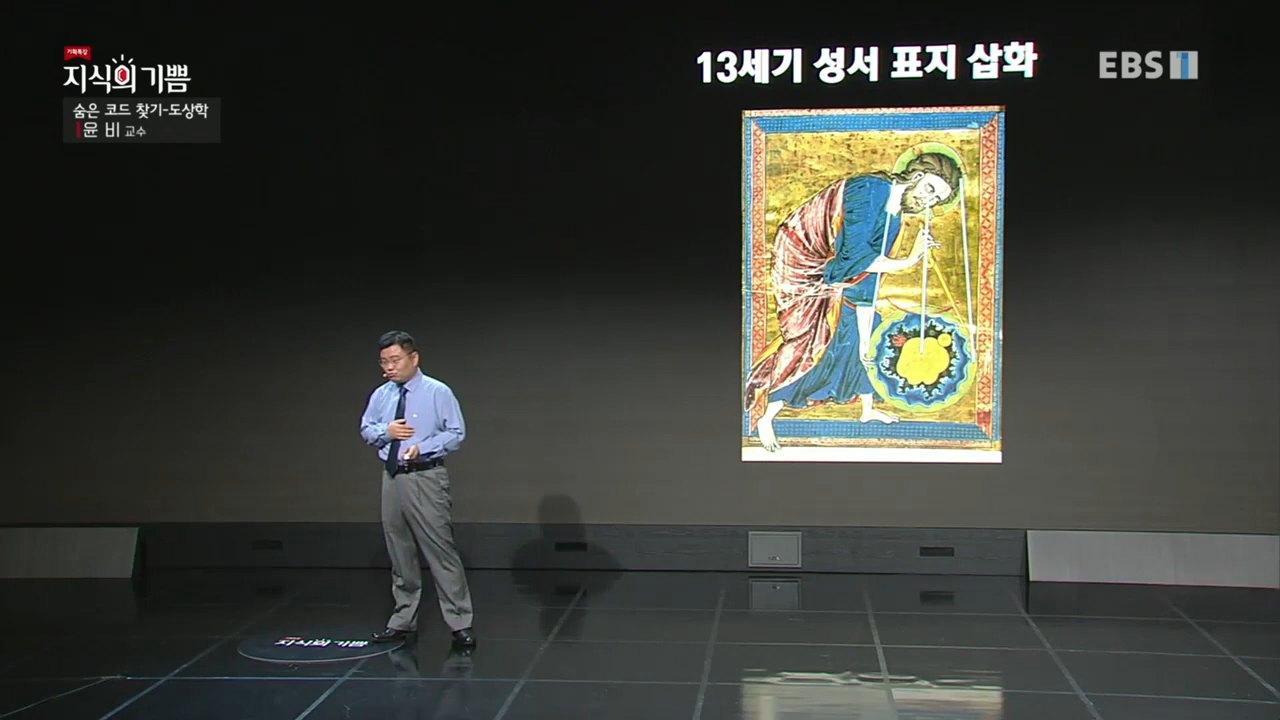 기획특강
지식의 기쁨
숨은 코드 찾기-도상학
윤 비 교수
13세기 성서 표지 삽화
EBS 1
지식의 기쁨